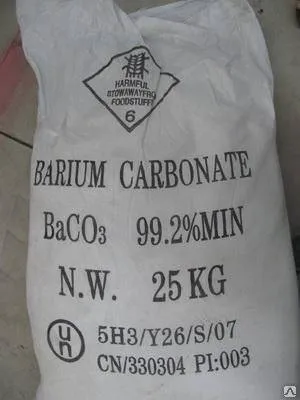 HARMFUL
STOWAWAYFRO
FOODSTUFF
6
BARIUM CARBONATE
BaCO3 99.2%MIN
N.W. 25KG
un 5H3/Y26/S/07
CN/330304 PI:003